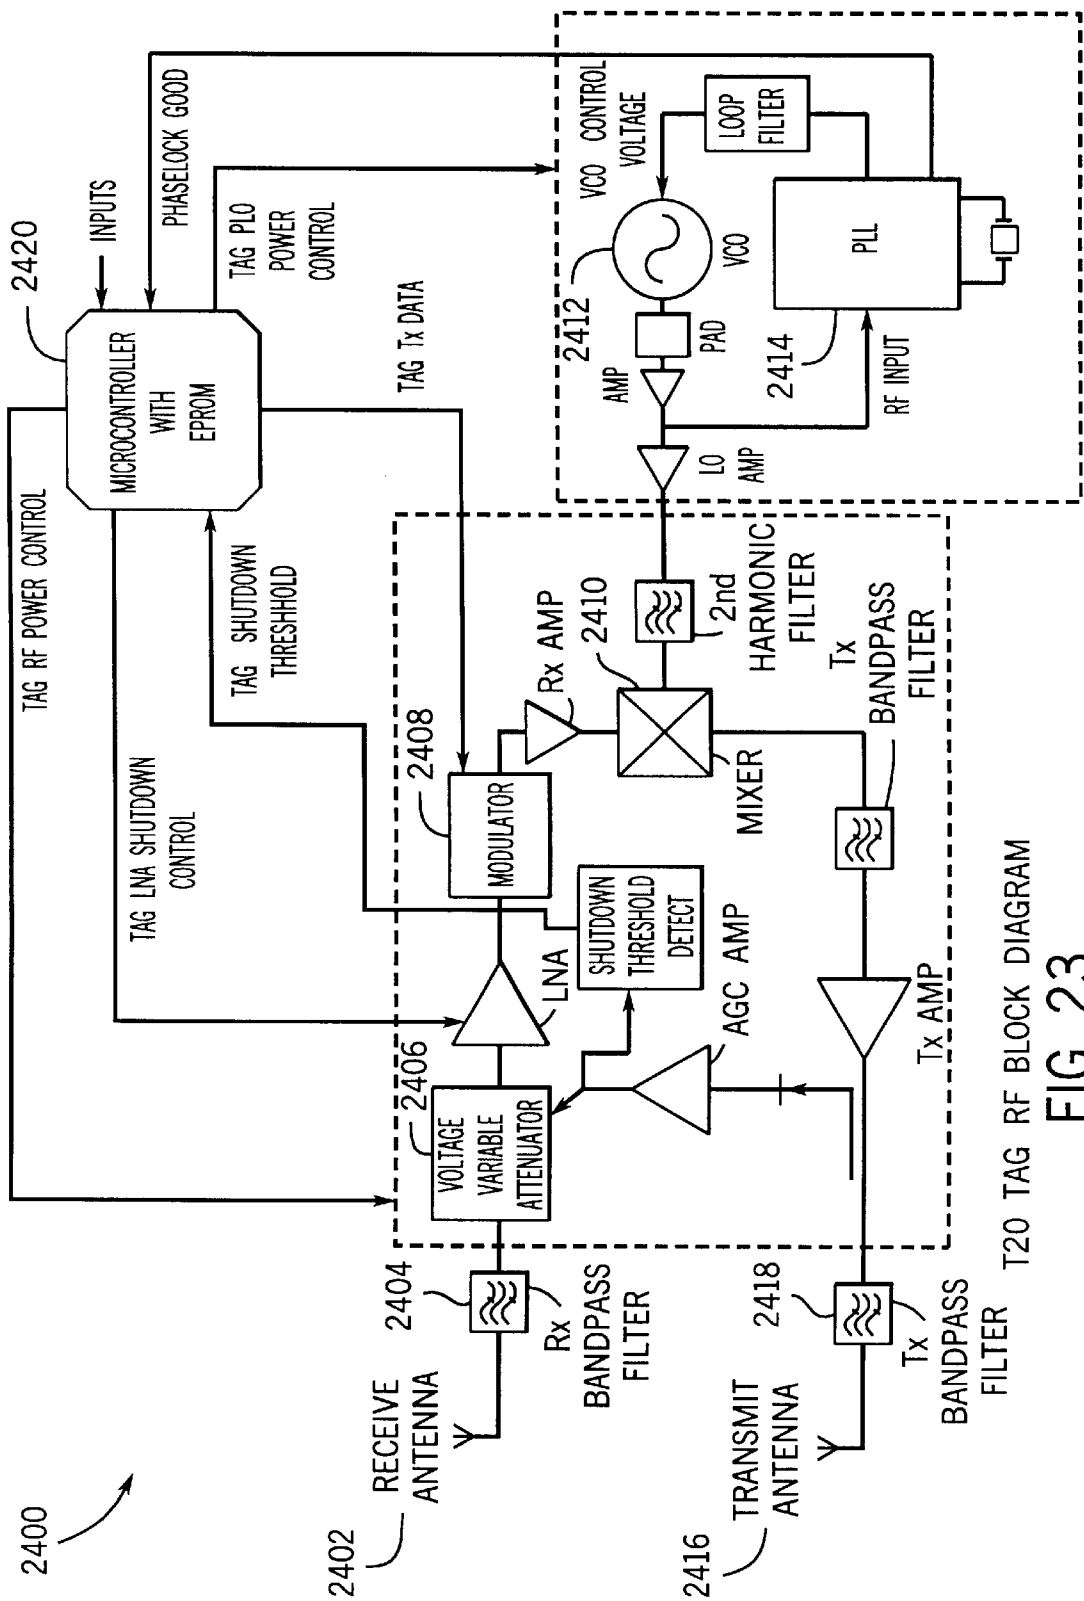 2400
2420
MICROCONTROLLER
WITH
EPROM
INPUTS
PHASELOCK GOOD
TAG PLO
POWER
CONTROL
TAG RF POWER CONTROL
TAG LNA SHUTDOWN
CONTROL
TAG SHUTDOWN
THRESHHOLD
TAG Tx DATA
2402
RECEIVE
ANTENNA
2404
Rx
BANDPASS
FILTER
2406
VOLTAGE
VARIABLE
ATTENUATOR
LNA
2408
MODULATOR
SHUTDOWN
THRESHOLD
DETECT
AGC AMP
Rx AMP
2410
MIXER
2nd
HARMONIC
FILTER
Tx
BANDPASS
FILTER
Tx AMP
LO
AMP
AMP
PAD
2412
VCO
VCO CONTROL
VOLTAGE
LOOP
FILTER
2414
PLL
RF INPUT
2416
TRANSMIT
ANTENNA
2418
Tx
BANDPASS
FILTER
T20 TAG RF BLOCK DIAGRAM
FIG. 23